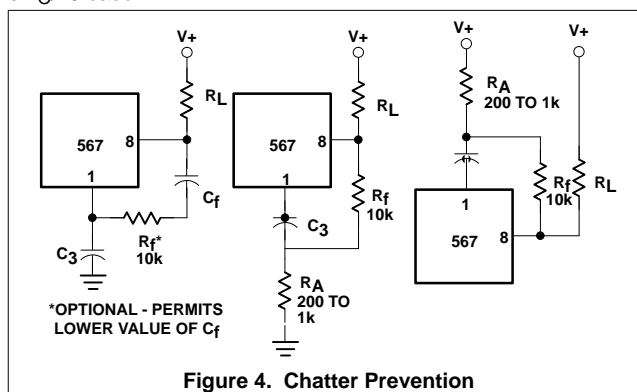 V+
RL
567
8
1
Cf
Rf*
10k
C3
*OPTIONAL - PERMITS
LOWER VALUE OF Cf
V+
RL
567
8
1
Rf
10k
C3
RA
200 TO
1k
V+
V+
RA
200 TO 1k
Rf
10k
RL
1
567
8
Figure 4. Chatter Prevention